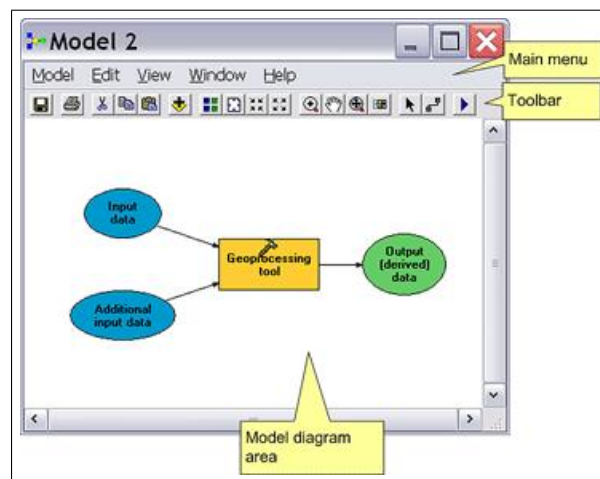 Model 2
Model Edit View Window Help
Main menu
Toolbar
Input
data
Geoprocessing
tool
Output
(derived)
data
Additional
input data
Model diagram
area